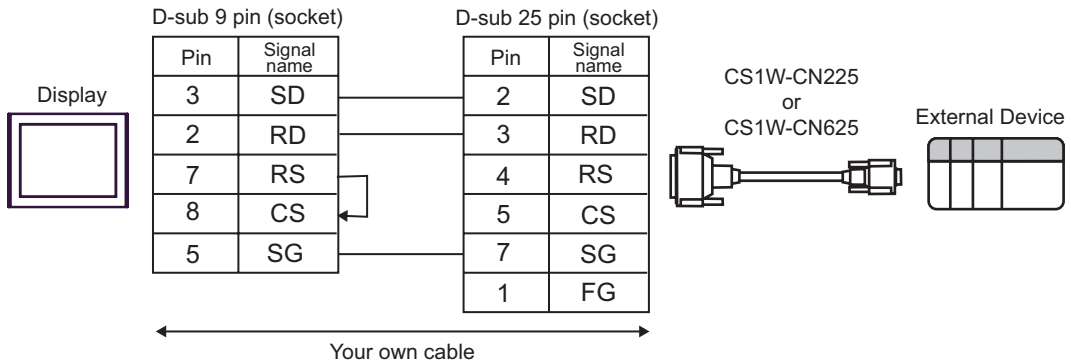 D-sub 9 pin (socket)
D-sub 25 pin (socket)
Pin Signal name
Pin Signal name
3 SD
2 SD
2 RD
3 RD
7 RS
4 RS
8 CS
5 CS
5 SG
7 SG
1 FG
Display
CS1W-CN225
or
CS1W-CN625
External Device
Your own cable